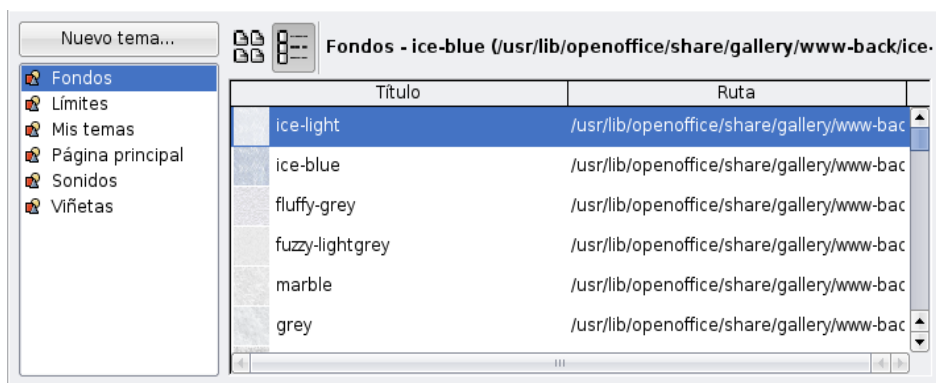 Nuevo tema...
Fondos - ice-blue (/usr/lib/openoffice/share/gallery/www-back/ice-
Fondos
Límites
Mis temas
Página principal
Sonidos
Viñetas
Título Ruta
ice-light /usr/lib/openoffice/share/gallery/www-bac
ice-blue /usr/lib/openoffice/share/gallery/www-bac
fluffy-grey /usr/lib/openoffice/share/gallery/www-bac
fuzzy-lightgrey /usr/lib/openoffice/share/gallery/www-bac
marble /usr/lib/openoffice/share/gallery/www-bac
grey /usr/lib/openoffice/share/gallery/www-bac